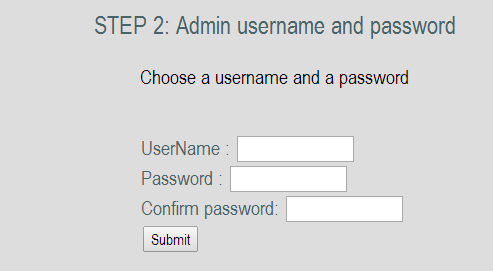 STEP 2: Admin username and password
Choose a username and a password
UserName :
Password :
Confirm password:
Submit